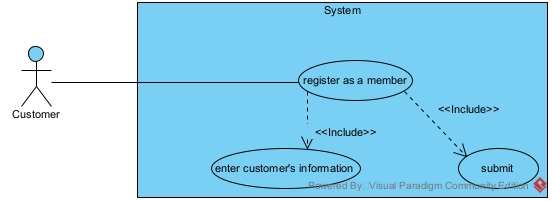 System
register as a member
Customer
<<Include>>
<<Include>>
enter customer's information
submit
Powered By Visual Paradigm Community Edition